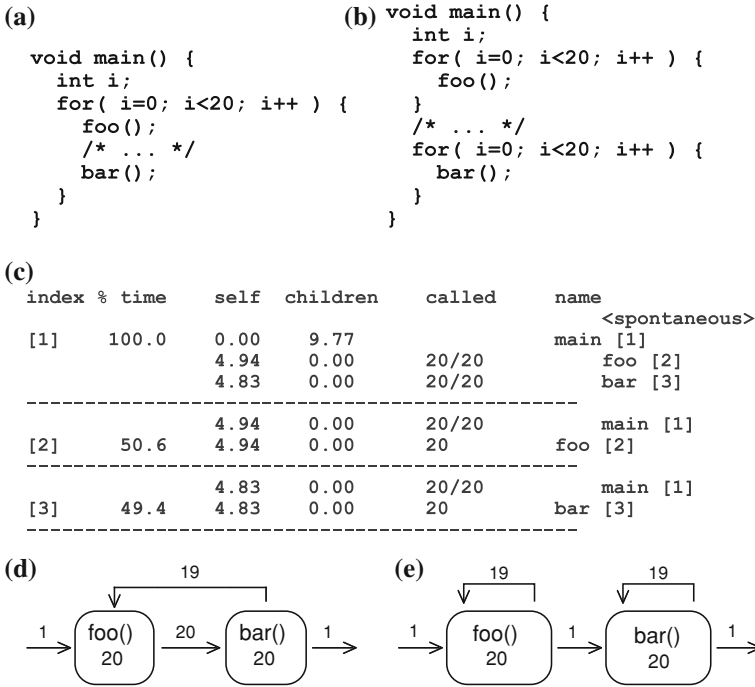 (a)
void main() {
int i;
for( i=0; i<20; i++ ) {
foo();
/* ... */
bar();
}
}
(b)
void main() {
int i;
for( i=0; i<20; i++ ) {
foo();
}
/* ... */
for( i=0; i<20; i++ ) {
bar();
}
}
(c)
index % time self children called name
<spontaneous>
[1] 100.0 0.00 9.77 main [1]
4.94 0.00 20/20 foo [2]
4.83 0.00 20/20 bar [3]
4.94 0.00 20/20 main [1]
[2] 50.6 4.94 0.00 20 foo [2]
4.83 0.00 20/20 main [1]
[3] 49.4 4.83 0.00 20 bar [3]
(d)
19
1
foo()
20
20
bar()
20
1
(e)
19
19
1
foo()
20
1
bar()
20
1